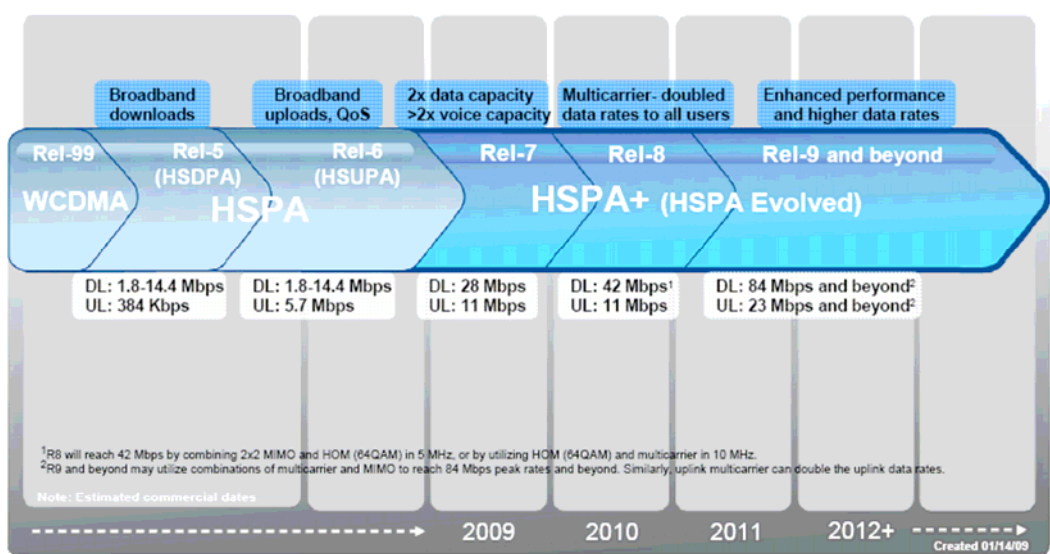 Broadband
downloads
Broadband
uploads, QoS
2x data capacity
>2x voice capacity
Multicarrier- doubled
data rates to all users
Enhanced performance
and higher data rates
Rel-99
Rel-5
(HSDPA)
Rel-6
(HSUPA)
Rel-7
Rel-8
Rel-9 and beyond
WCDMA
HSPA
HSPA+ (HSPA Evolved)
DL: 1.8-14.4 Mbps
UL: 384 Kbps
DL: 1.8-14.4 Mbps
UL: 5.7 Mbps
DL: 28 Mbps
UL: 11 Mbps
DL: 42 Mbps¹
UL: 11 Mbps
DL: 84 Mbps and beyond²
UL: 23 Mbps and beyond²
¹R8 will reach 42 Mbps by combining 2x2 MIMO and HOM (64QAM) in 5 MHz, or by utilizing HOM (64QAM) and multicarrier in 10 MHz.
²R9 and beyond may utilize combinations of multicarrier and MIMO to reach 84 Mbps peak rates and beyond. Similarly, uplink multicarrier can double the uplink data rates.
Note: Estimated commercial dates
2009
2010
2011
2012+
Created 01/14/09